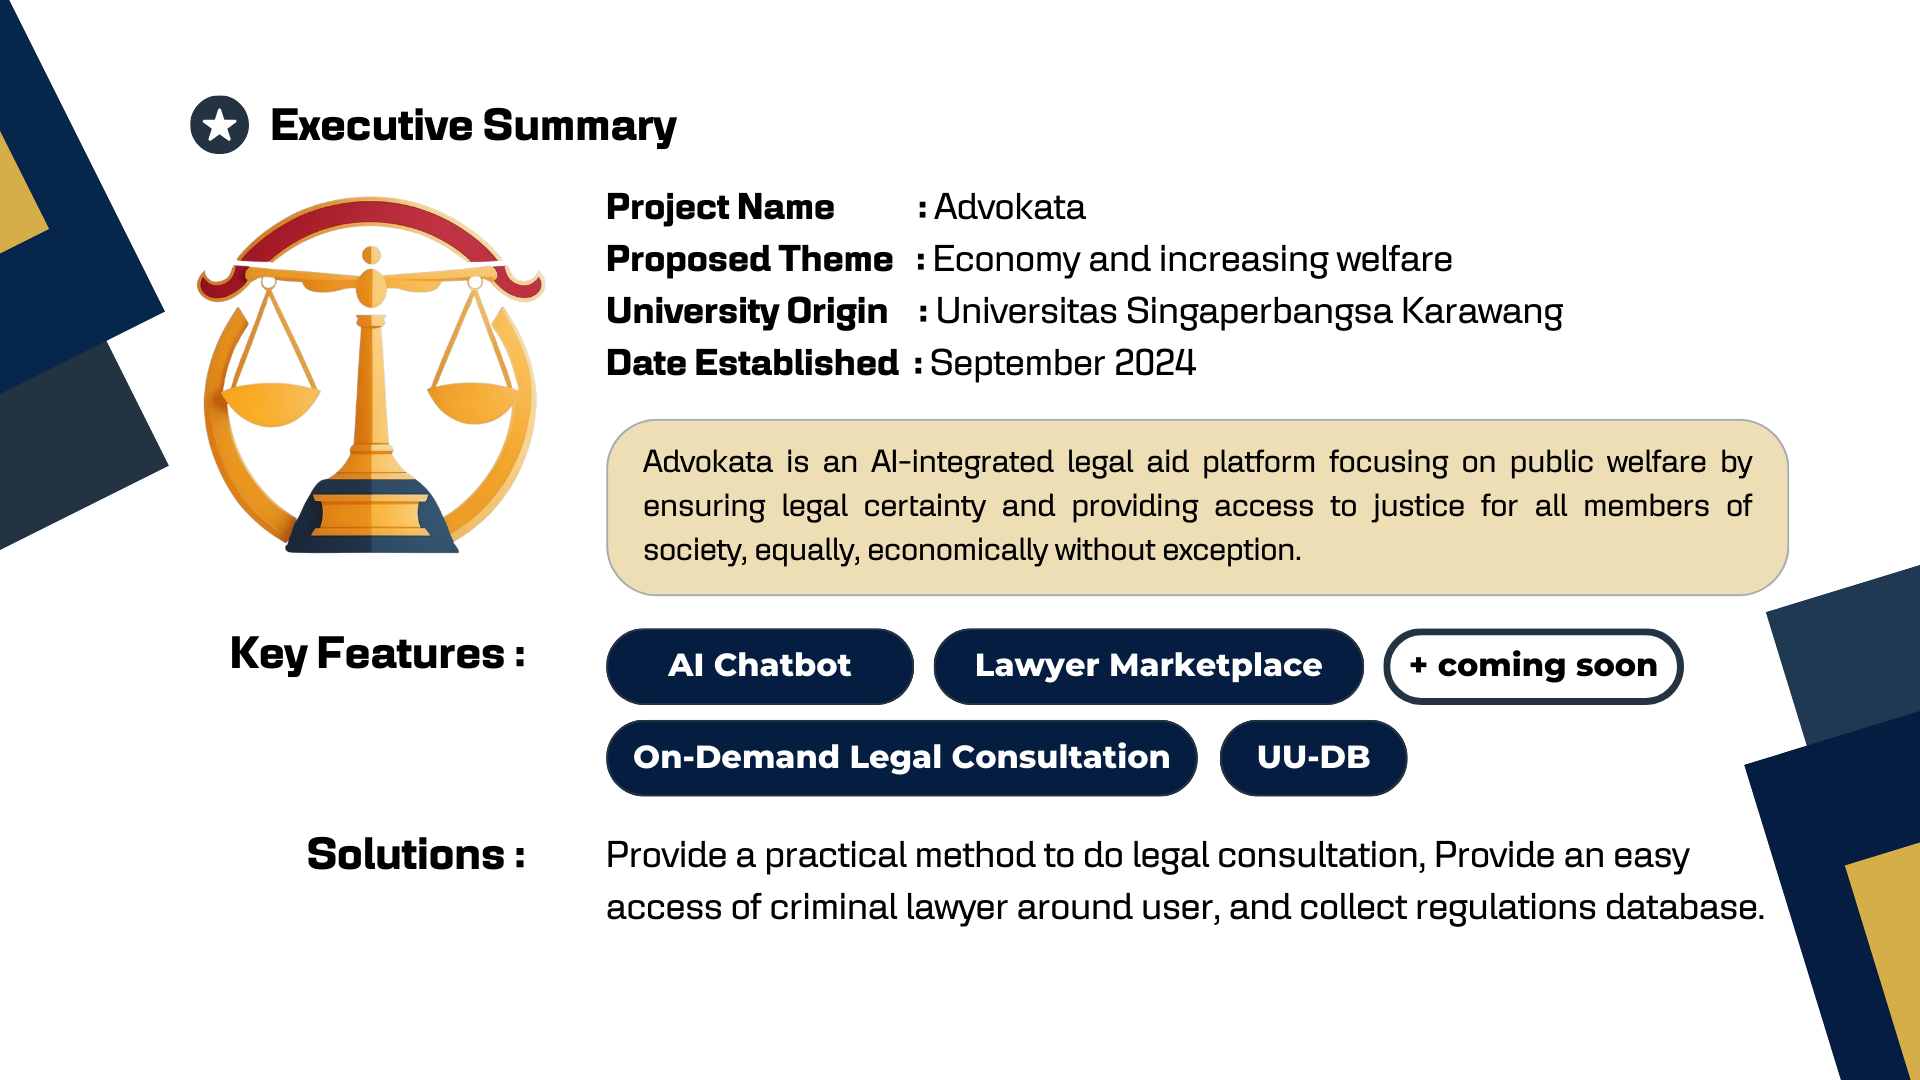 Executive Summary
Project Name : Advokata
Proposed Theme : Economy and increasing welfare
University Origin : Universitas Singaperbangsa Karawang
Date Established : September 2024
Advokata is an AI-integrated legal aid platform focusing on public welfare by
ensuring legal certainty and providing access to justice for all members of
society, equally, economically without exception.
Key Features :
AI Chatbot
Lawyer Marketplace
+ coming soon
On-Demand Legal Consultation
UU-DB
Solutions :
Provide a practical method to do legal consultation, Provide an easy
access of criminal lawyer around user, and collect regulations database.